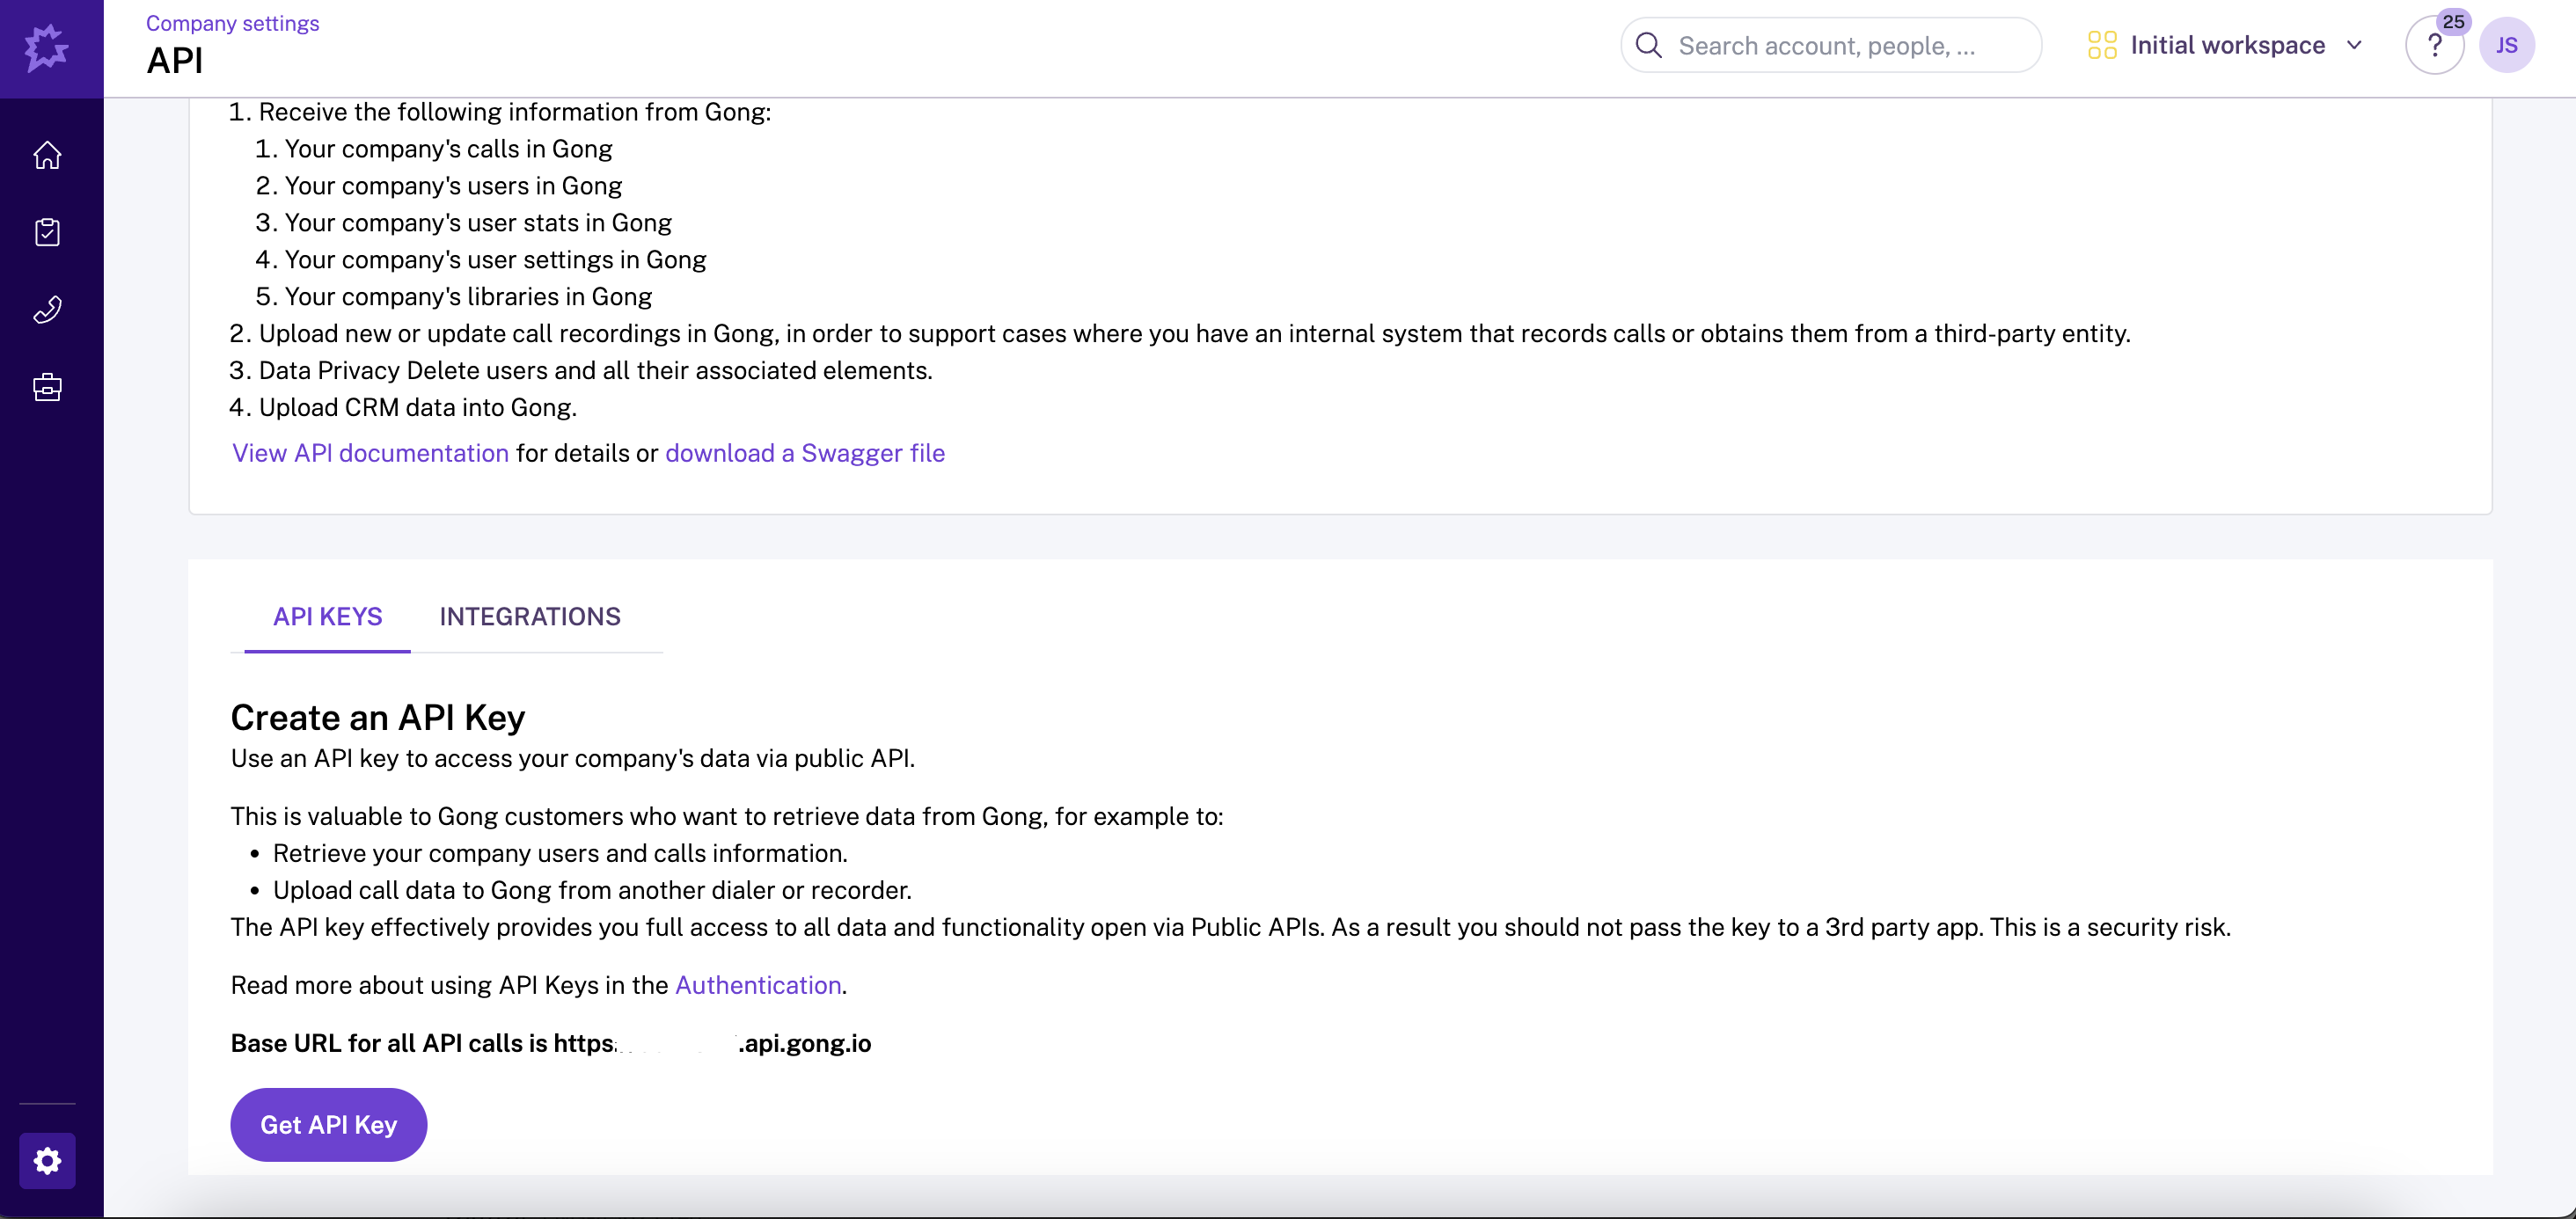 Company settings
API
Search account, people, ...
Initial workspace
?
25
JS
1. Receive the following information from Gong:
1. Your company's calls in Gong
2. Your company's users in Gong
3. Your company's user stats in Gong
4. Your company's user settings in Gong
5. Your company's libraries in Gong
2. Upload new or update call recordings in Gong, in order to support cases where you have an internal system that records calls or obtains them from a third-party entity.
3. Data Privacy Delete users and all their associated elements.
4. Upload CRM data into Gong.
View API documentation for details or download a Swagger file
API KEYS
INTEGRATIONS
Create an API Key
Use an API key to access your company's data via public API.
This is valuable to Gong customers who want to retrieve data from Gong, for example to:
• Retrieve your company users and calls information.
• Upload call data to Gong from another dialer or recorder.
The API key effectively provides you full access to all data and functionality open via Public APIs. As a result you should not pass the key to a 3rd party app. This is a security risk.
Read more about using API Keys in the Authentication.
Base URL for all API calls is https .api.gong.io
Get API Key